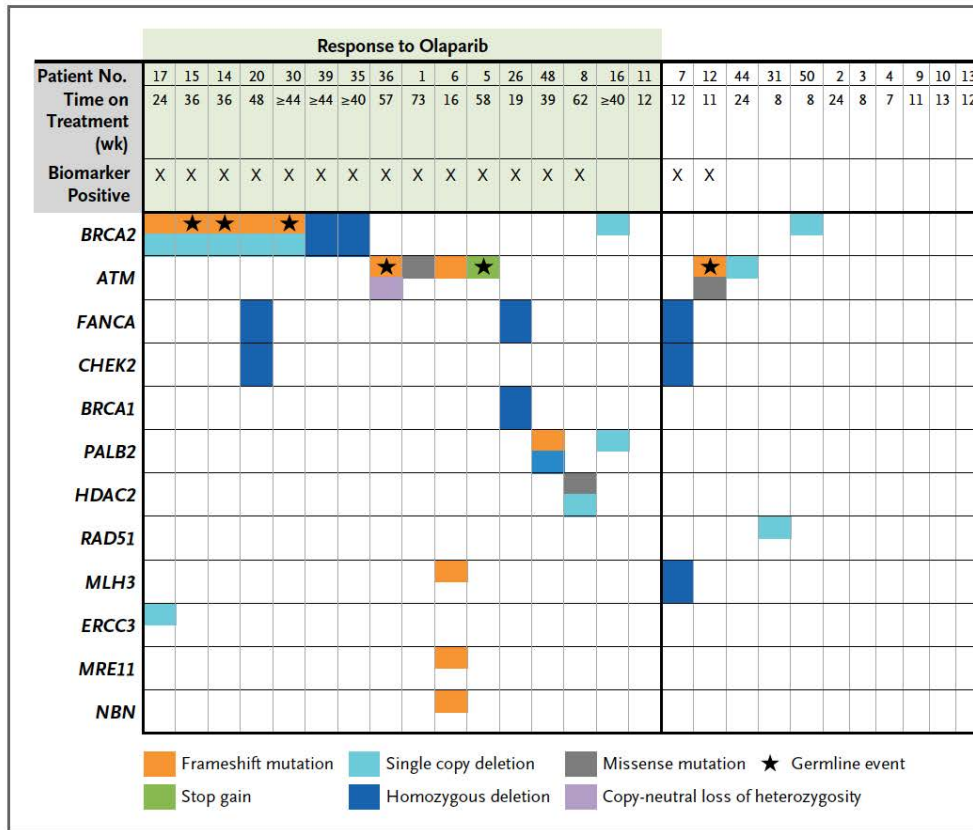 Response to Olaparib
Patient No. 17 15 14 20 30 39 35 36 1 6 5 26 48 8 16 11 7 12 44 31 50 2 3 4 9 10 13
Time on Treatment (wk) 24 36 36 48 ≥44 ≥44 ≥40 57 73 16 58 19 39 62 ≥40 12 12 11 24 8 8 24 8 7 11 13 12
Biomarker Positive X X X X X X X X X X X X X X X X
BRCA2
ATM
FANCA
CHEK2
BRCA1
PALB2
HDAC2
RAD51
MLH3
ERCC3
MRE11
NBN
Frameshift mutation Single copy deletion Missense mutation ★ Germline event
Stop gain Homozygous deletion Copy-neutral loss of heterozygosity